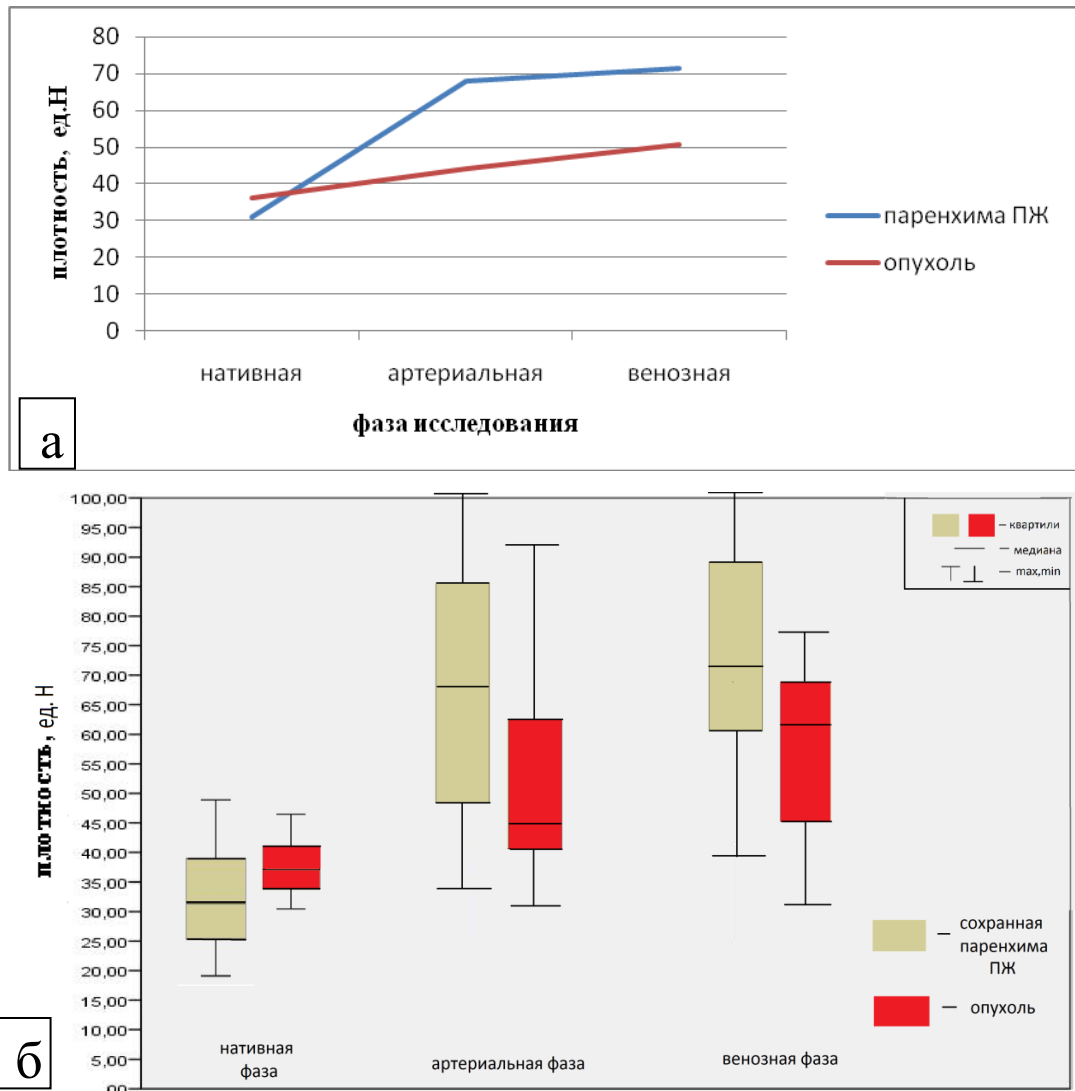 80
70
60
50
40
30
20
10
0
плотность, ед.Н
нативная артериальная венозная
фаза исследования
паренхима ПЖ
опухоль
а
100,00
95,00
90,00
85,00
80,00
75,00
70,00
65,00
60,00
55,00
50,00
45,00
40,00
35,00
30,00
25,00
20,00
15,00
10,00
5,00
,00
плотность, ед. Н
– квартили
– медиана
– max,min
– сохранная
паренхима
ПЖ
– опухоль
нативная
фаза
артериальная фаза
венозная фаза
б